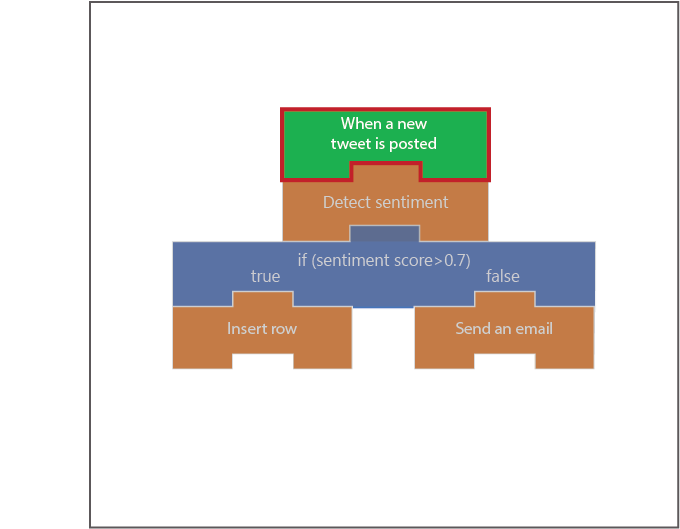 When a new
tweet is posted
Detect sentiment
if (sentiment score>0.7)
true
false
Insert row
Send an email